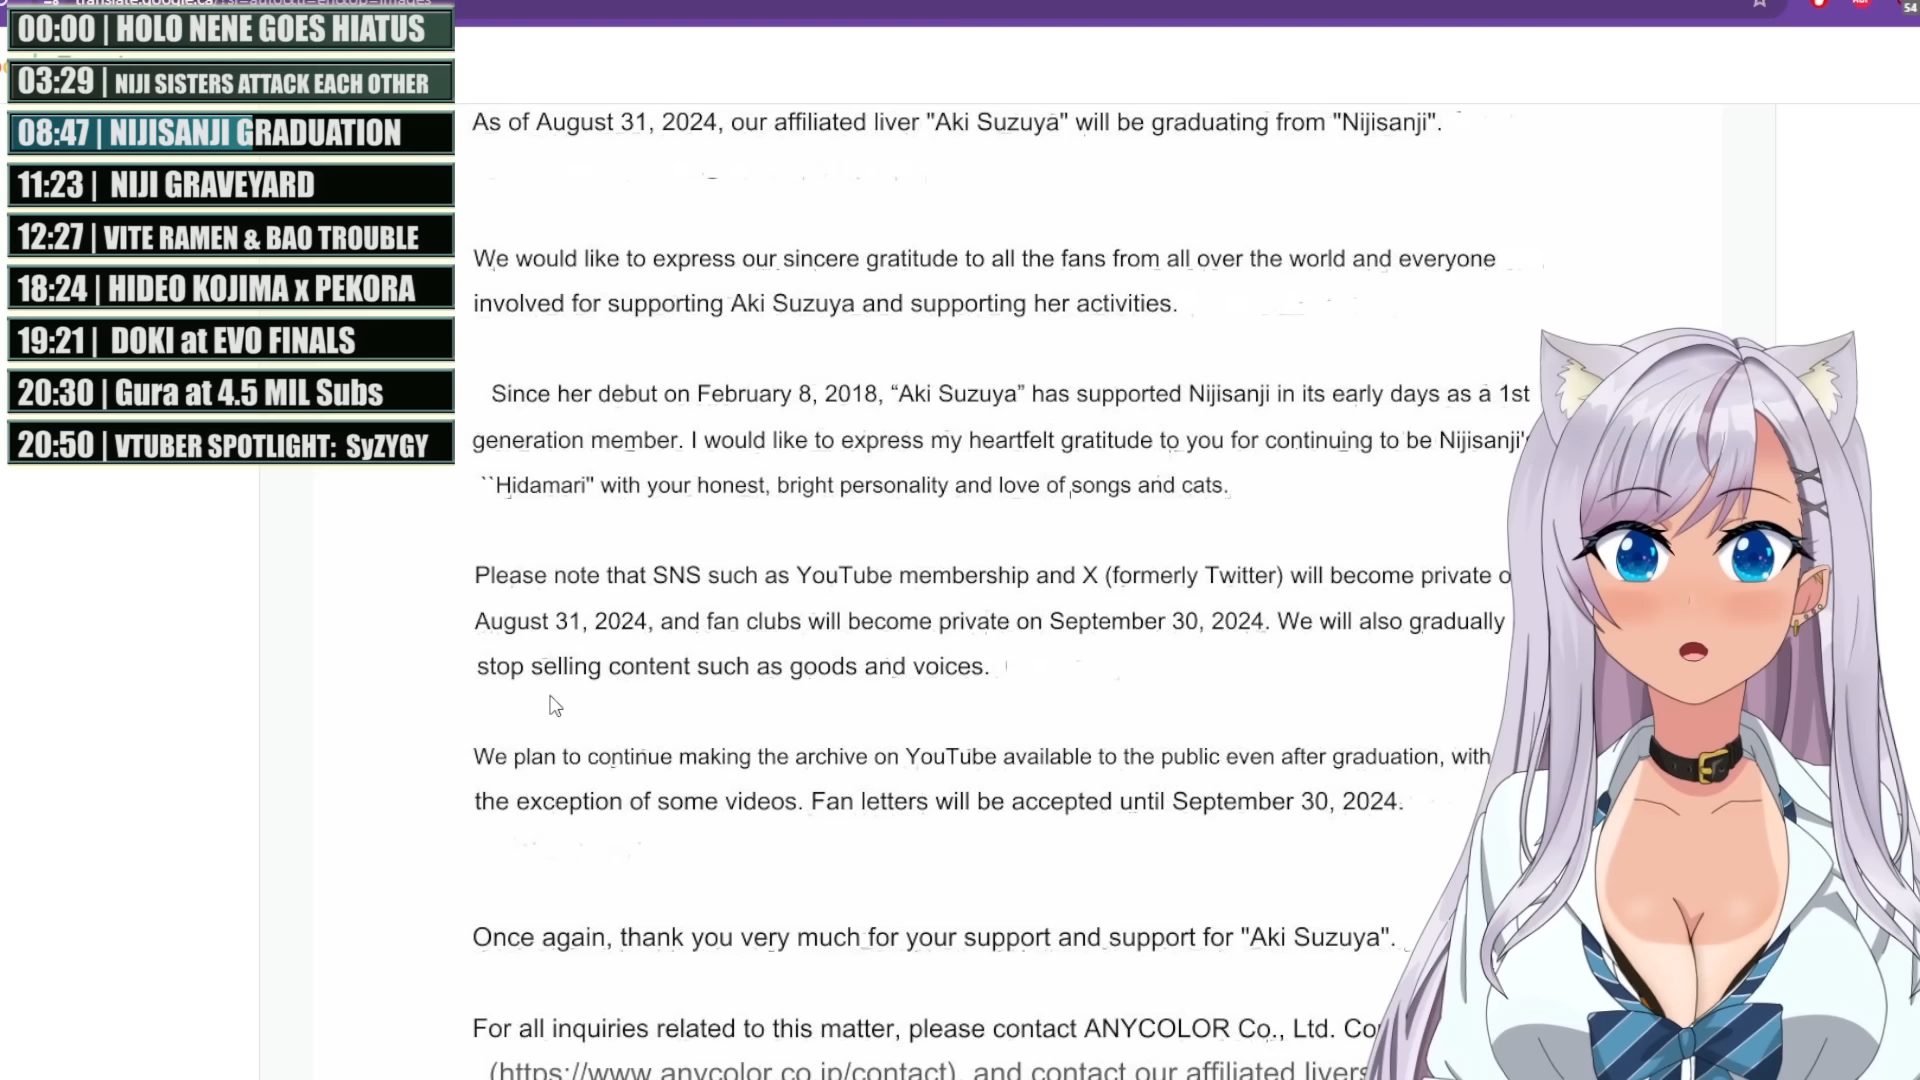 54
00:00 | HOLO NENE GOES HIATUS
03:29 | NIJI SISTERS ATTACK EACH OTHER
08:47 | NIJISANJI GRADUATION
11:23 | NIJI GRAVEYARD
12:27 | VITE RAMEN & BAO TROUBLE
18:24 | HIDEO KOJIMA x PEKORA
19:21 | DOKI at EVO FINALS
20:30 | Gura at 4.5 MIL Subs
20:50 | VTUBER SPOTLIGHT: SyZYGY
As of August 31, 2024, our affiliated liver "Aki Suzuya" will be graduating from "Nijisanji".
We would like to express our sincere gratitude to all the fans from all over the world and everyone
involved for supporting Aki Suzuya and supporting her activities.
Since her debut on February 8, 2018, “Aki Suzuya” has supported Nijisanji in its early days as a 1st
generation member. I would like to express my heartfelt gratitude to you for continuing to be Nijisanji'
``Hidamari" with your honest, bright personality and love of songs and cats.
Please note that SNS such as YouTube membership and X (formerly Twitter) will become private
August 31, 2024, and fan clubs will become private on September 30, 2024. We will also gradually
stop selling content such as goods and voices.
We plan to continue making the archive on YouTube available to the public even after graduation, with
the exception of some videos. Fan letters will be accepted until September 30, 2024.
Once again, thank you very much for your support and support for "Aki Suzuya".
For all inquiries related to this matter, please contact ANYCOLOR Co., Ltd.
(https://www.anycolor.co.jp/contact), and contact our affiliated livers